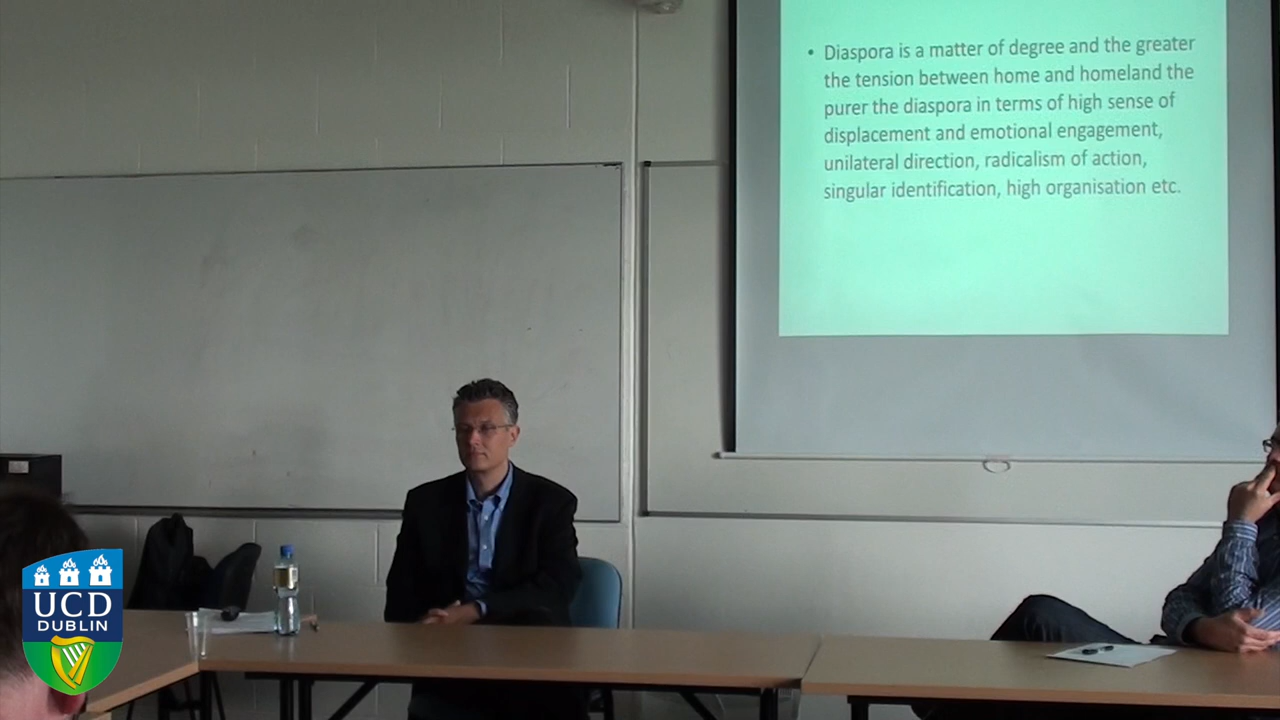 • Diaspora is a matter of degree and the greater
the tension between home and homeland the
purer the diaspora in terms of high sense of
displacement and emotional engagement,
unilateral direction, radicalism of action,
singular identification, high organisation etc.
UCD
DUBLIN